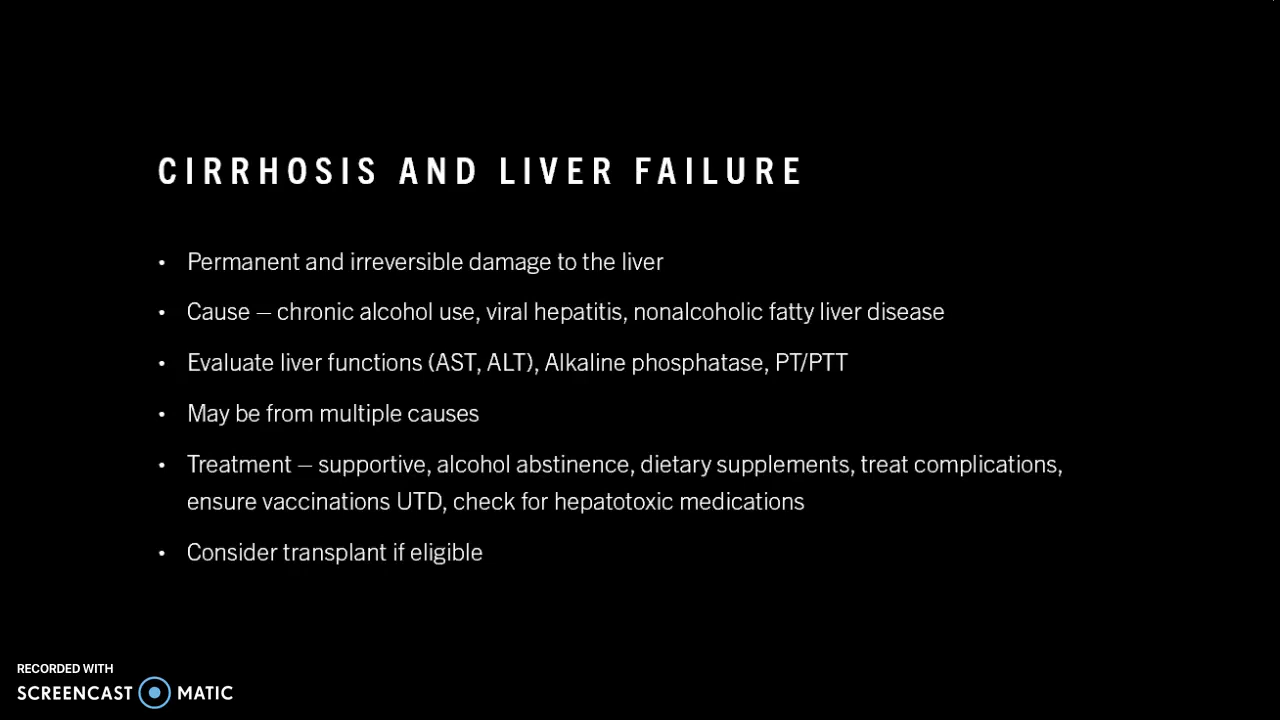 CIRRHOSIS AND LIVER FAILURE
• Permanent and irreversible damage to the liver
• Cause – chronic alcohol use, viral hepatitis, nonalcoholic fatty liver disease
• Evaluate liver functions (AST, ALT), Alkaline phosphatase, PT/PTT
• May be from multiple causes
• Treatment – supportive, alcohol abstinence, dietary supplements, treat complications,
ensure vaccinations UTD, check for hepatotoxic medications
• Consider transplant if eligible
RECORDED WITH
SCREENCAST MATIC